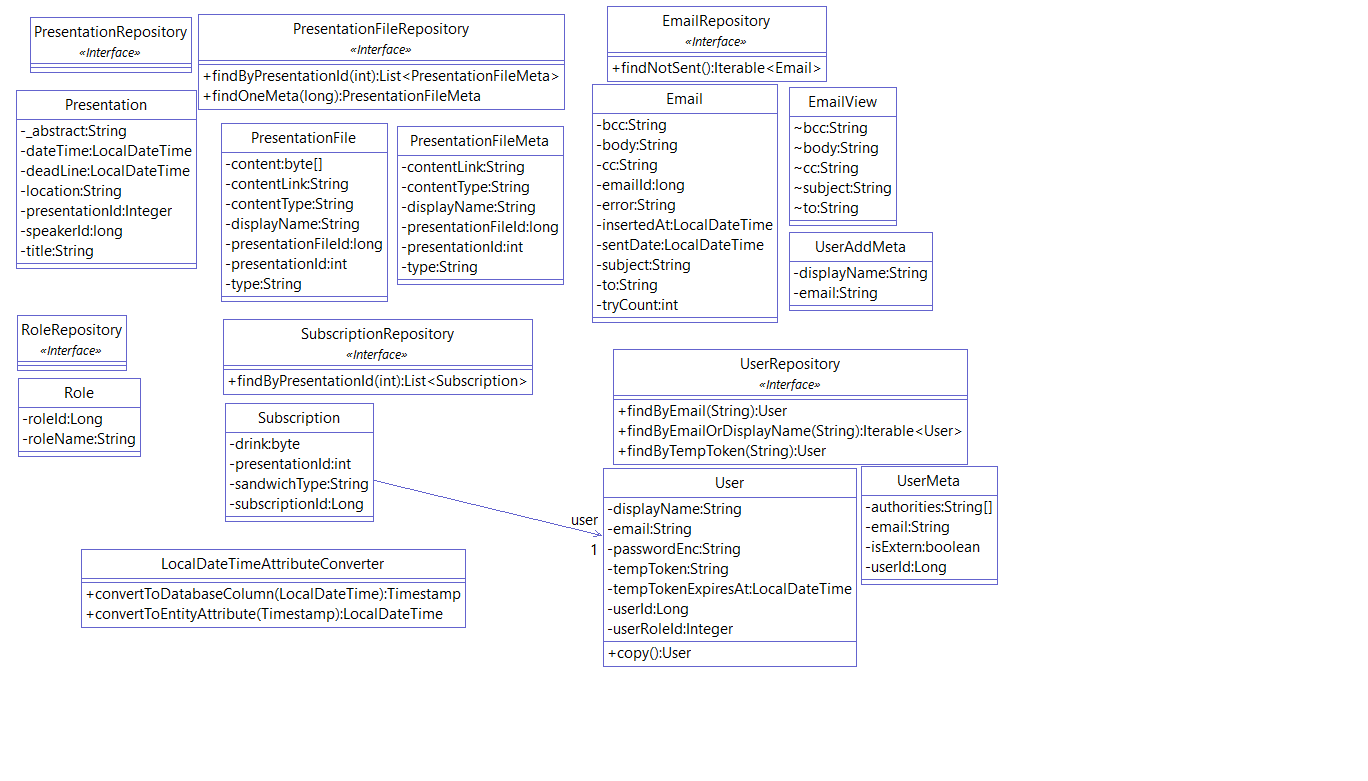 PresentationRepository
«Interface»
PresentationFileRepository
«Interface»
+findByPresentationId(int):List<PresentationFileMeta>
+findOneMeta(long):PresentationFileMeta
EmailRepository
«Interface»
+findNotSent():Iterable<Email>
Presentation
-_abstract:String
-dateTime:LocalDateTime
-deadLine:LocalDateTime
-location:String
-presentationId:Integer
-speakerId:long
-title:String
PresentationFile
-content:byte[]
-contentLink:String
-contentType:String
-displayName:String
-presentationFileId:long
-presentationId:int
-type:String
PresentationFileMeta
-contentLink:String
-contentType:String
-displayName:String
-presentationFileId:long
-presentationId:int
-type:String
Email
-bcc:String
-body:String
-cc:String
-emailId:long
-error:String
-insertedAt:LocalDateTime
-sentDate:LocalDateTime
-subject:String
-to:String
-tryCount:int
EmailView
~bcc:String
~body:String
~cc:String
~subject:String
~to:String
UserAddMeta
-displayName:String
-email:String
RoleRepository
«Interface»
Role
-roleId:Long
-roleName:String
SubscriptionRepository
«Interface»
+findByPresentationId(int):List<Subscription>
Subscription
-drink:byte
-presentationId:int
-sandwichType:String
-subscriptionId:Long
user
1
UserRepository
«Interface»
+findByEmail(String):User
+findByEmailOrDisplayName(String):Iterable<User>
+findByTempToken(String):User
User
-displayName:String
-email:String
-passwordEnc:String
-tempToken:String
-tempTokenExpiresAt:LocalDateTime
-userId:Long
-userRoleId:Integer
+copy():User
UserMeta
-authorities:String[]
-email:String
-isExtern:boolean
-userId:Long
LocalDateTimeAttributeConverter
+convertToDatabaseColumn(LocalDateTime):Timestamp
+convertToEntityAttribute(Timestamp):LocalDateTime